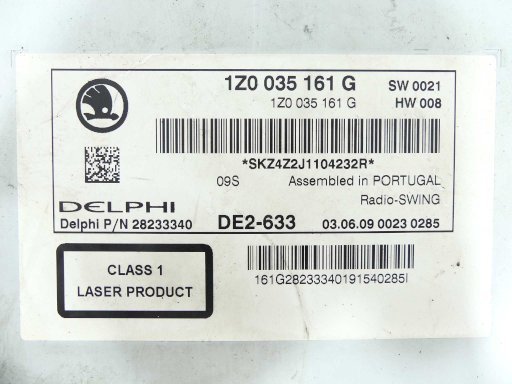 1Z0 035 161 G SW 0021
1Z0 035 161 G HW 008
*SKZ4Z2J1104232R*
09S Assembled in PORTUGAL
Radio-SWING
DELPHI
Delphi P/N 28233340 DE2-633 03.06.09 0023 0285
CLASS 1
LASER PRODUCT
161G28233340191540285I